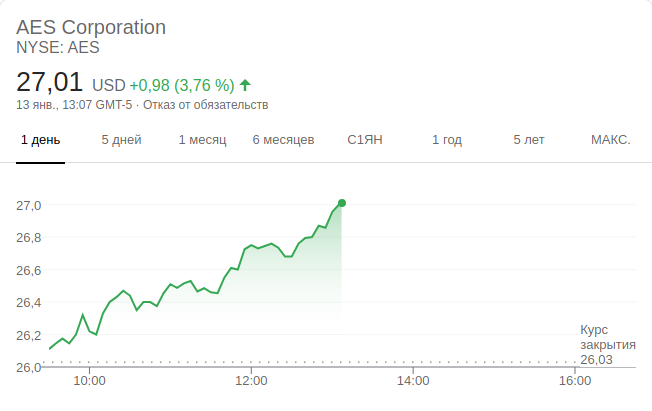 AES Corporation
NYSE: AES
27,01 USD +0,98 (3,76 %)
13 янв., 13:07 GMT-5 · Отказ от обязательств
1 день 5 дней 1 месяц 6 месяцев С1ЯН 1 год 5 лет МАКС.
27,0
26,8
26,6
26,4
26,2
26,0
Курс
закрытия
26,03
10:00 12:00 14:00 16:00